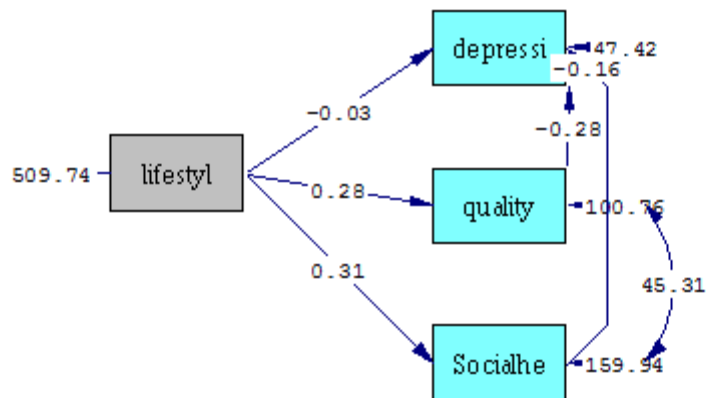 depressi
47.42
-0.16
-0.03
-0.28
509.74
lifestyl
0.28
quality
100.76
0.31
45.31
Socialhe
159.94